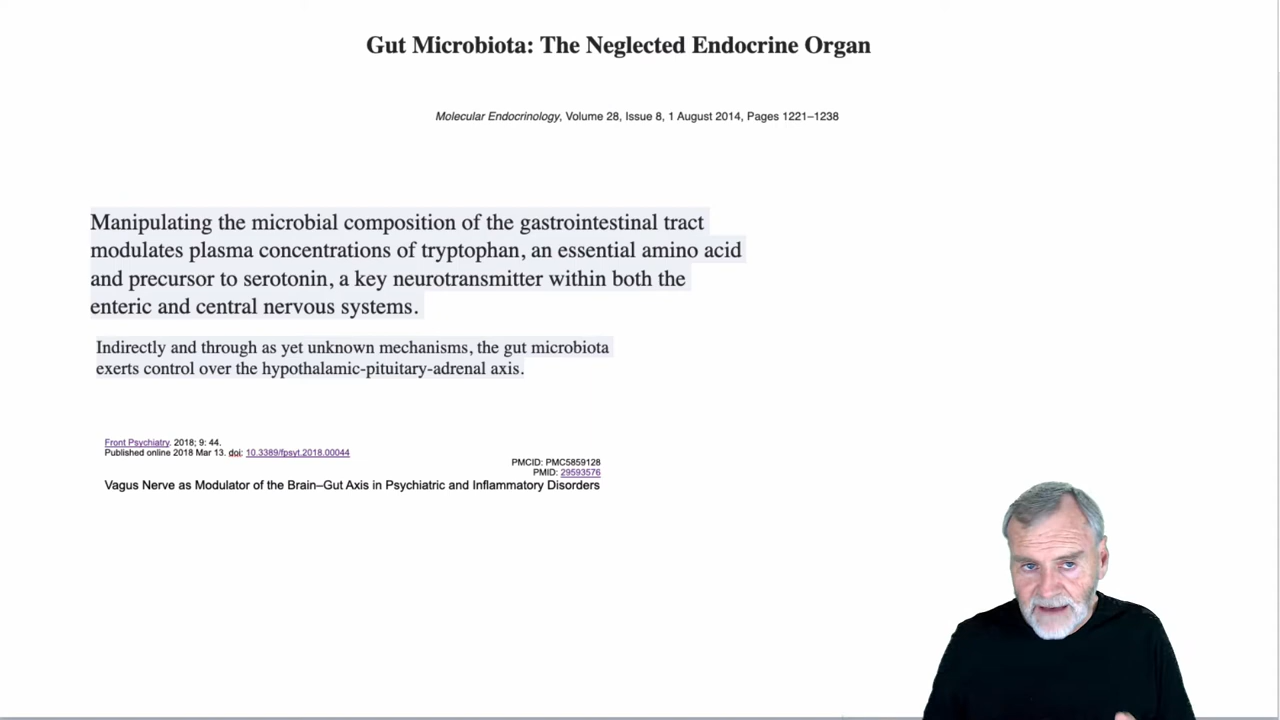 Gut Microbiota: The Neglected Endocrine Organ
Molecular Endocrinology, Volume 28, Issue 8, 1 August 2014, Pages 1221–1238
Manipulating the microbial composition of the gastrointestinal tract
modulates plasma concentrations of tryptophan, an essential amino acid
and precursor to serotonin, a key neurotransmitter within both the
enteric and central nervous systems.
Indirectly and through as yet unknown mechanisms, the gut microbiota
exerts control over the hypothalamic-pituitary-adrenal axis.
Front Psychiatry. 2018; 9: 44.
Published online 2018 Mar 13. doi: 10.3389/fpsyt.2018.00044
PMCID: PMC5859128
PMID: 29593576
Vagus Nerve as Modulator of the Brain–Gut Axis in Psychiatric and Inflammatory Disorders